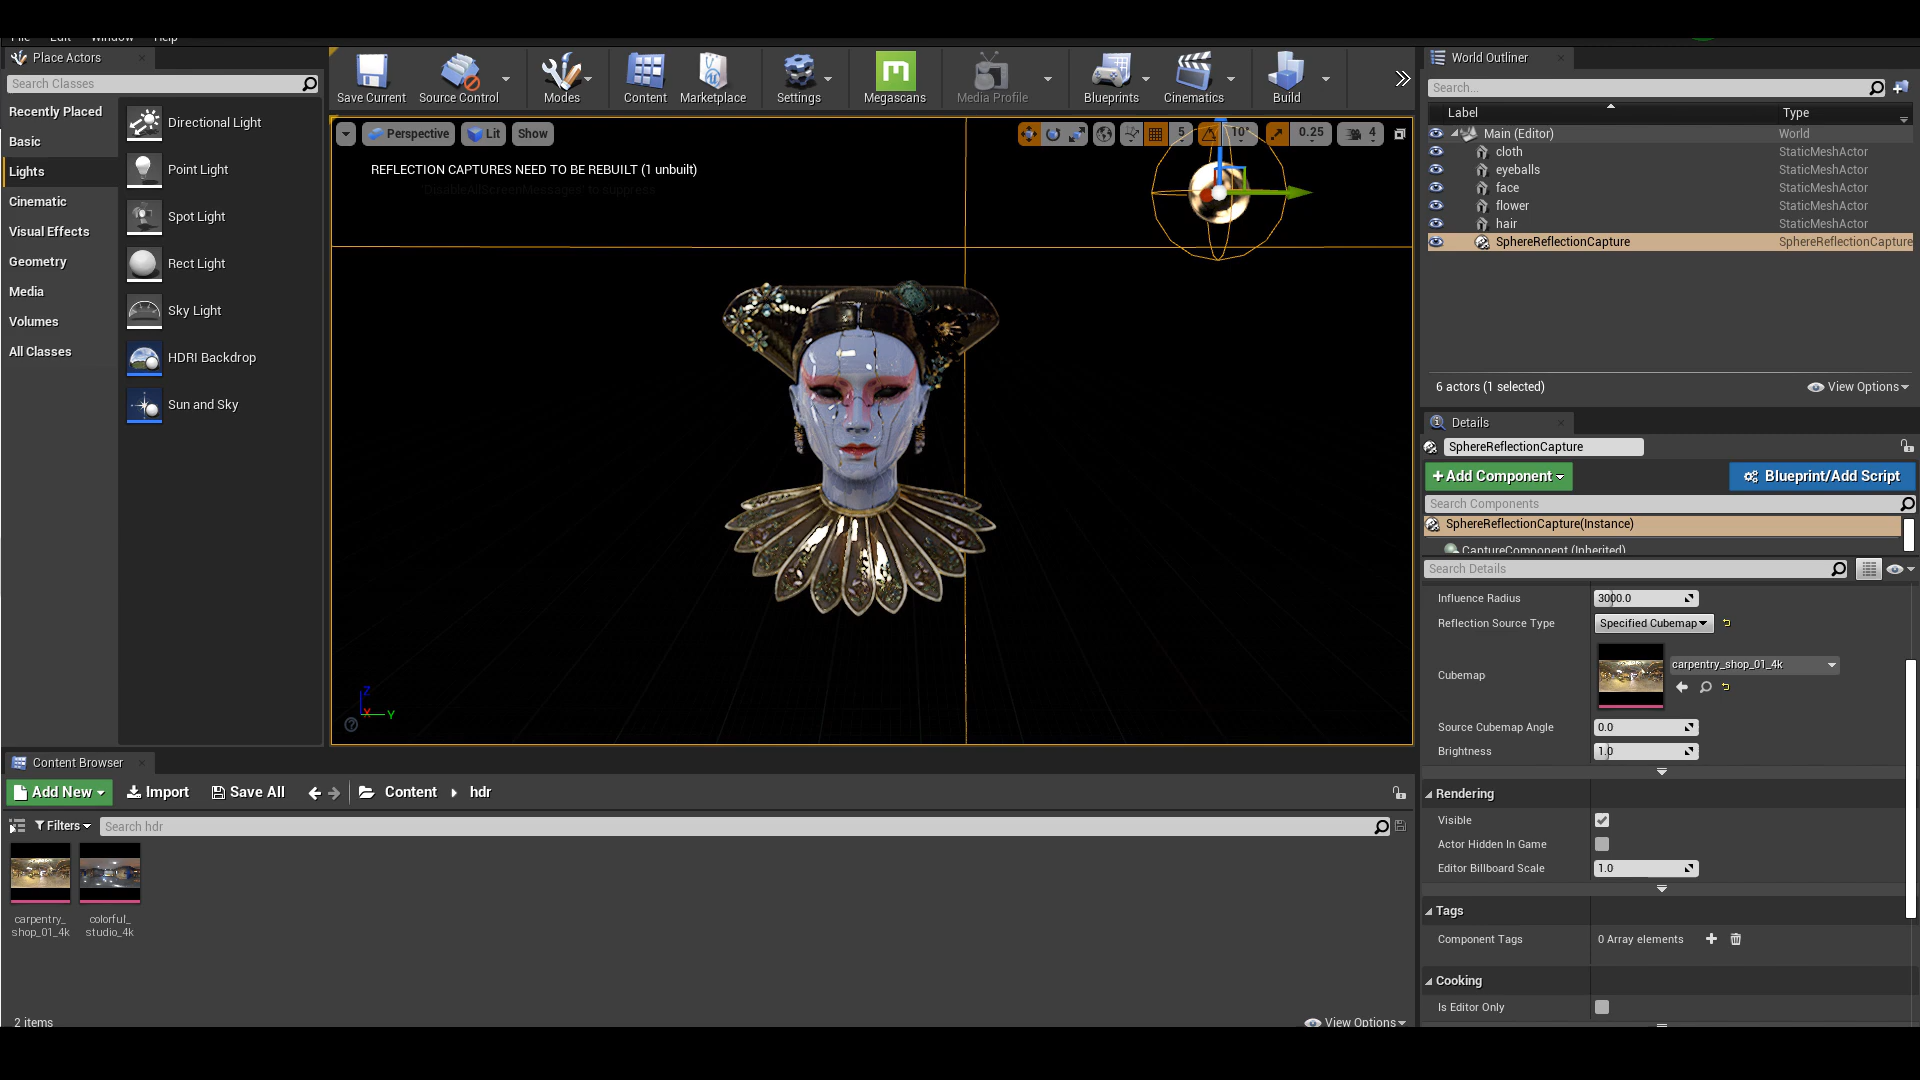 File Edit Window Help
Place Actors
Search Classes
Recently Placed
Basic
Lights
Cinematic
Visual Effects
Geometry
Media
Volumes
All Classes
Directional Light
Point Light
Spot Light
Rect Light
Sky Light
HDRI Backdrop
Sun and Sky
Save Current
Source Control
Modes
Content
Marketplace
Settings
Megascans
Media Profile
Blueprints
Cinematics
Build
Perspective
Lit
Show
5
10°
0.25
4
REFLECTION CAPTURES NEED TO BE REBUILT (1 unbuilt)
'DisableAllScreenMessages' to suppress
Z
X
Y
World Outliner
Search...
Label Type
Main (Editor) World
cloth StaticMeshActor
eyeballs StaticMeshActor
face StaticMeshActor
flower StaticMeshActor
hair StaticMeshActor
SphereReflectionCapture SphereReflectionCapture
6 actors (1 selected)
View Options
Details
SphereReflectionCapture
+Add Component
Blueprint/Add Script
Search Components
SphereReflectionCapture(Instance)
CaptureComponent (Inherited)
Search Details
Influence Radius 3000.0
Reflection Source Type Specified Cubemap
Cubemap carpentry_shop_01_4k
Source Cubemap Angle 0.0
Brightness 1.0
Rendering
Visible
Actor Hidden In Game
Editor Billboard Scale 1.0
Tags
Component Tags 0 Array elements
Cooking
Is Editor Only
Content Browser
Add New
Import
Save All
Content
hdr
Filters
Search hdr
carpentry_
shop_01_4k
colorful_
studio_4k
2 items
View Options